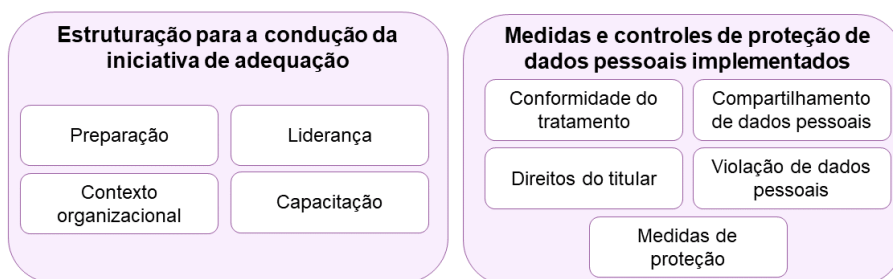 Estruturação para a condução da
iniciativa de adequação
Preparação
Liderança
Contexto
organizacional
Capacitação
Medidas e controles de proteção de
dados pessoais implementados
Conformidade do
tratamento
Compartilhamento
de dados pessoais
Direitos do titular
Violação de dados
pessoais
Medidas de
proteção